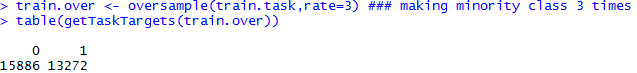 > train.over <- oversample(train.task,rate=3) ### making minority class 3 times
> table(getTaskTargets(train.over))
0 1
15886 13272